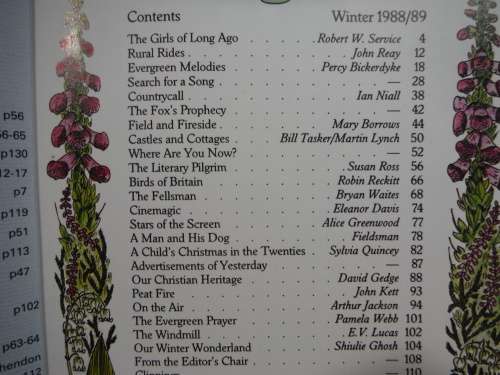 Contents Winter 1988/89
The Girls of Long Ago . . . . . . . . Robert W. Service 4
Rural Rides . . . . . . . . . . . . . . John Reay 12
Evergreen Melodies . . . . . . . . . Percy Bickerdyke 18
Search for a Song . . . . . . . . . . . . — 28
Countrycall . . . . . . . . . . . . . . Ian Niall 38
The Fox's Prophecy . . . . . . . . . . . — 42
Field and Fireside . . . . . . . . . . Mary Borrows 44
Castles and Cottages . . . . Bill Tasker/Martin Lynch 50
Where Are You Now? . . . . . . . . . . — 52
The Literary Pilgrim . . . . . . . . . . Susan Ross 56
Birds of Britain . . . . . . . . . . . Robin Reckitt 66
The Fellsman . . . . . . . . . . . . Bryan Waites 68
Cinemagic . . . . . . . . . . . . . Eleanor Davis 74
Stars of the Screen . . . . . . . . Alice Greenwood 77
A Man and His Dog . . . . . . . . . . Fieldsman 78
A Child's Christmas in the Twenties . . Sylvia Quincey 82
Advertisements of Yesterday . . . . . . . — 87
Our Christian Heritage . . . . . . . . David Gedge 88
Peat Fire . . . . . . . . . . . . . . . John Kett 93
On the Air . . . . . . . . . . . . Arthur Jackson 94
The Evergreen Prayer . . . . . . . . Pamela Webb 101
The Windmill . . . . . . . . . . . . . E.V. Lucas 102
Our Winter Wonderland . . . . . . . Shiulie Ghosh 104
From the Editor's Chair . . . . . . . . . — 108
110
p56
56-65
p130
12-17
p7
p119
p51
p113
p47
p102
p63-64
hendon
112